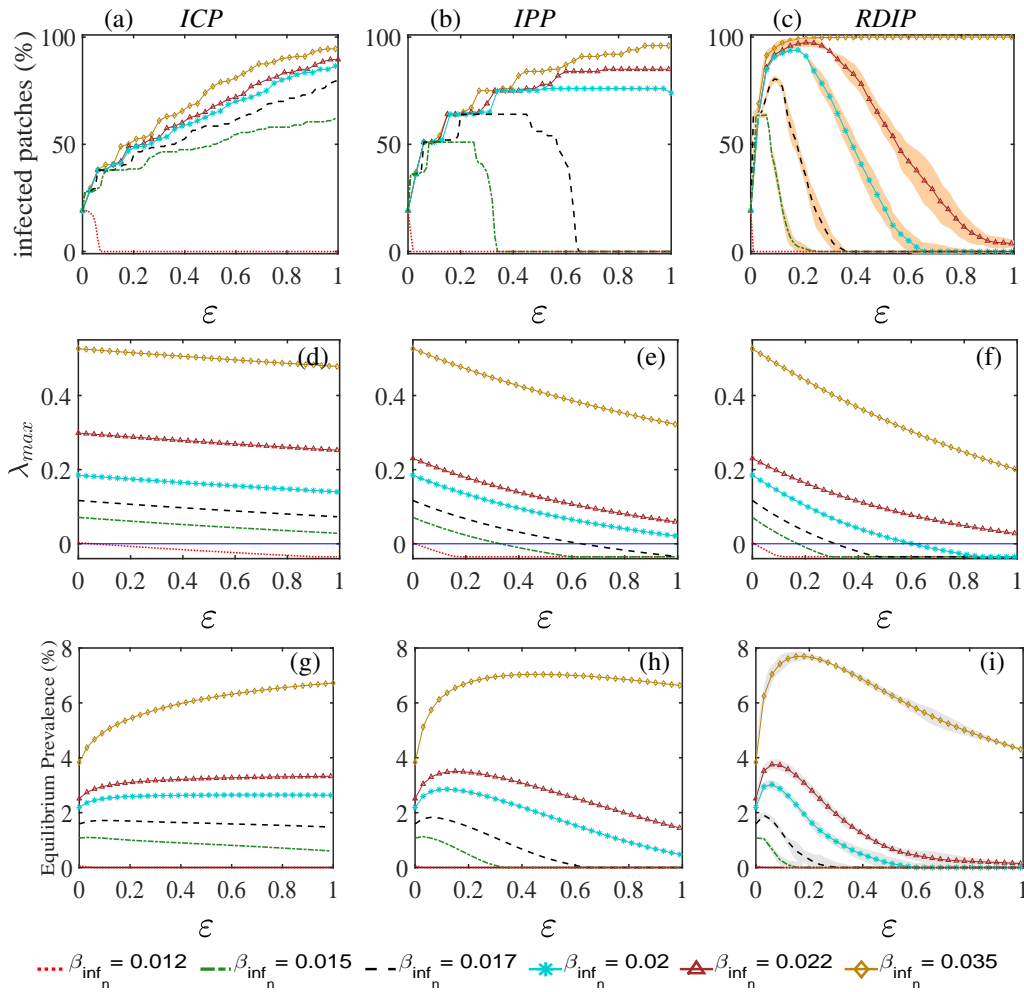 ICP IPP RDIP
(a) (b) (c)
infected patches (%)
100 100 100
50 50 50
0 0 0
0 0.2 0.4 0.6 0.8 1 0 0.2 0.4 0.6 0.8 1 0 0.2 0.4 0.6 0.8 1
ε ε ε
(d) (e) (f)
λmax
0.4 0.4 0.4
0.2 0.2 0.2
0 0 0
0 0.2 0.4 0.6 0.8 1 0 0.2 0.4 0.6 0.8 1 0 0.2 0.4 0.6 0.8 1
ε ε ε
(g) (h) (i)
Equilibrium Prevalence (%)
8 8 8
6 6 6
4 4 4
2 2 2
0 0 0
0 0.2 0.4 0.6 0.8 1 0 0.2 0.4 0.6 0.8 1 0 0.2 0.4 0.6 0.8 1
ε ε ε
β inf n = 0.012 β inf n = 0.015 β inf n = 0.017 β inf n = 0.02 β inf n = 0.022 β inf n = 0.035